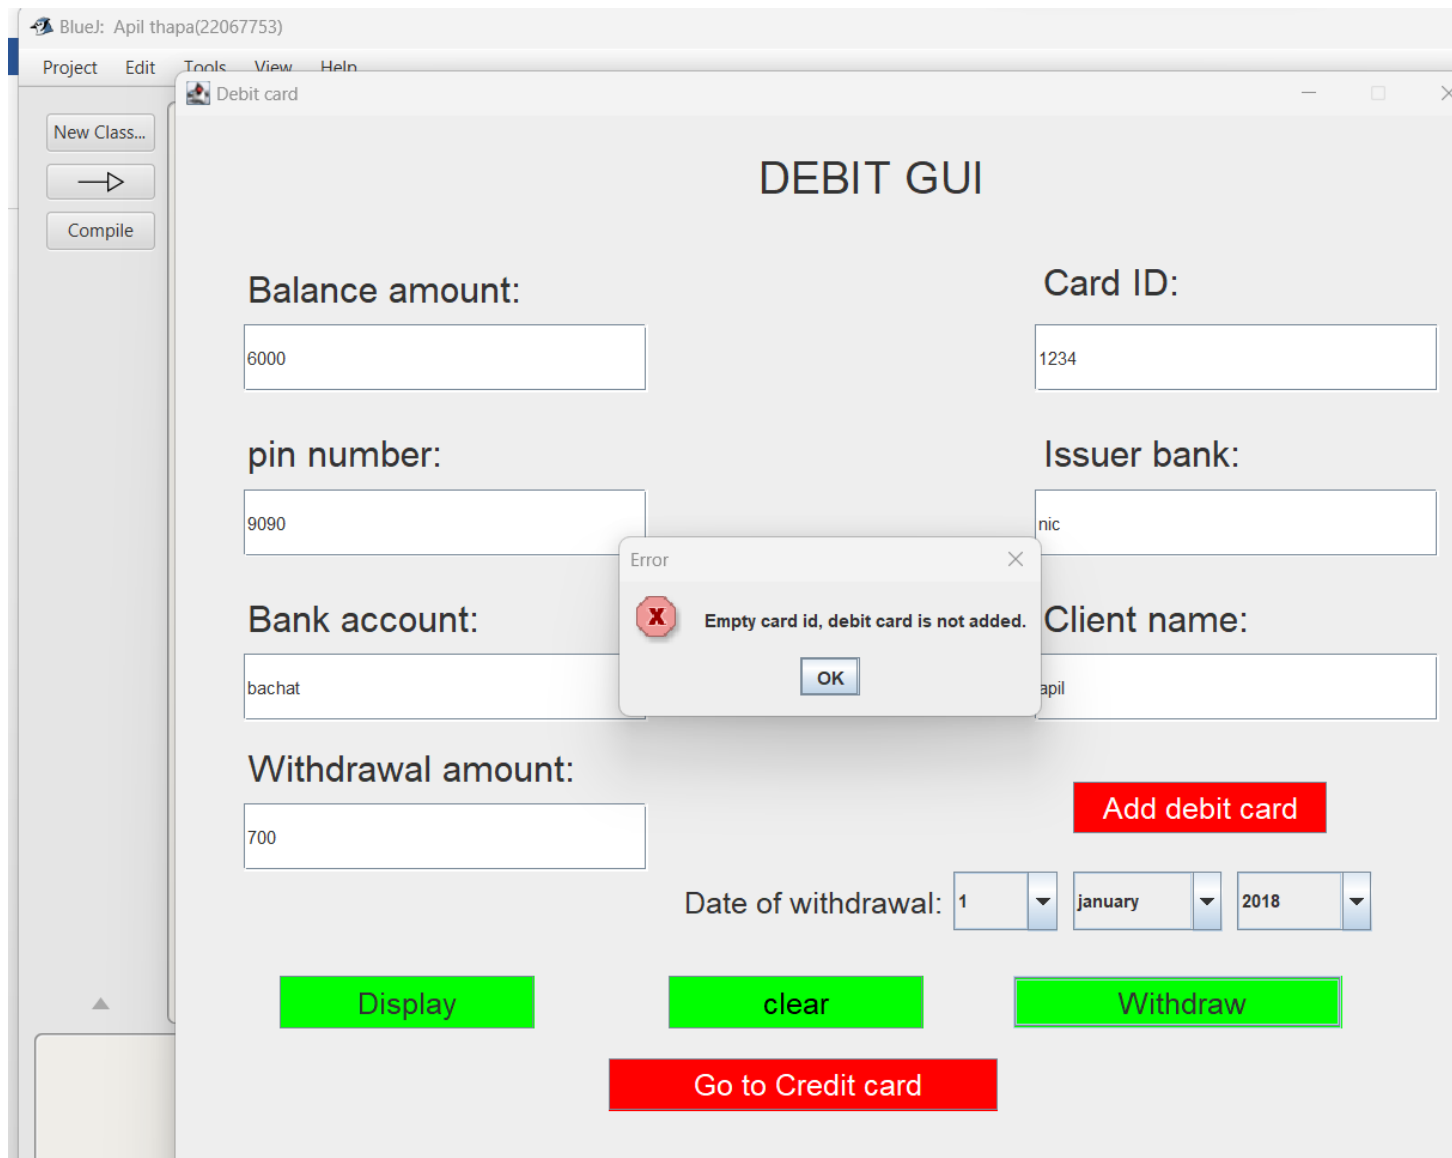 BlueJ: Apil thapa(22067753)
Project Edit Tools View Help
Debit card
New Class...
Compile
DEBIT GUI
Balance amount:
Card ID:
6000
1234
pin number:
Issuer bank:
9090
nic
Error
Empty card id, debit card is not added.
OK
Bank account:
Client name:
bachat
apil
Withdrawal amount:
Add debit card
700
Date of withdrawal: 1 january 2018
Display
clear
Withdraw
Go to Credit card